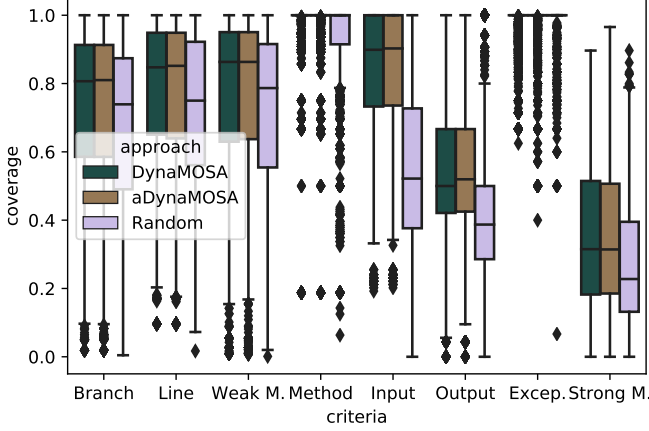 1.0
0.8
0.6
0.4
0.2
0.0
coverage
approach
DynaMOSA
aDynaMOSA
Random
Branch Line Weak M. Method Input Output Excep. Strong M.
criteria